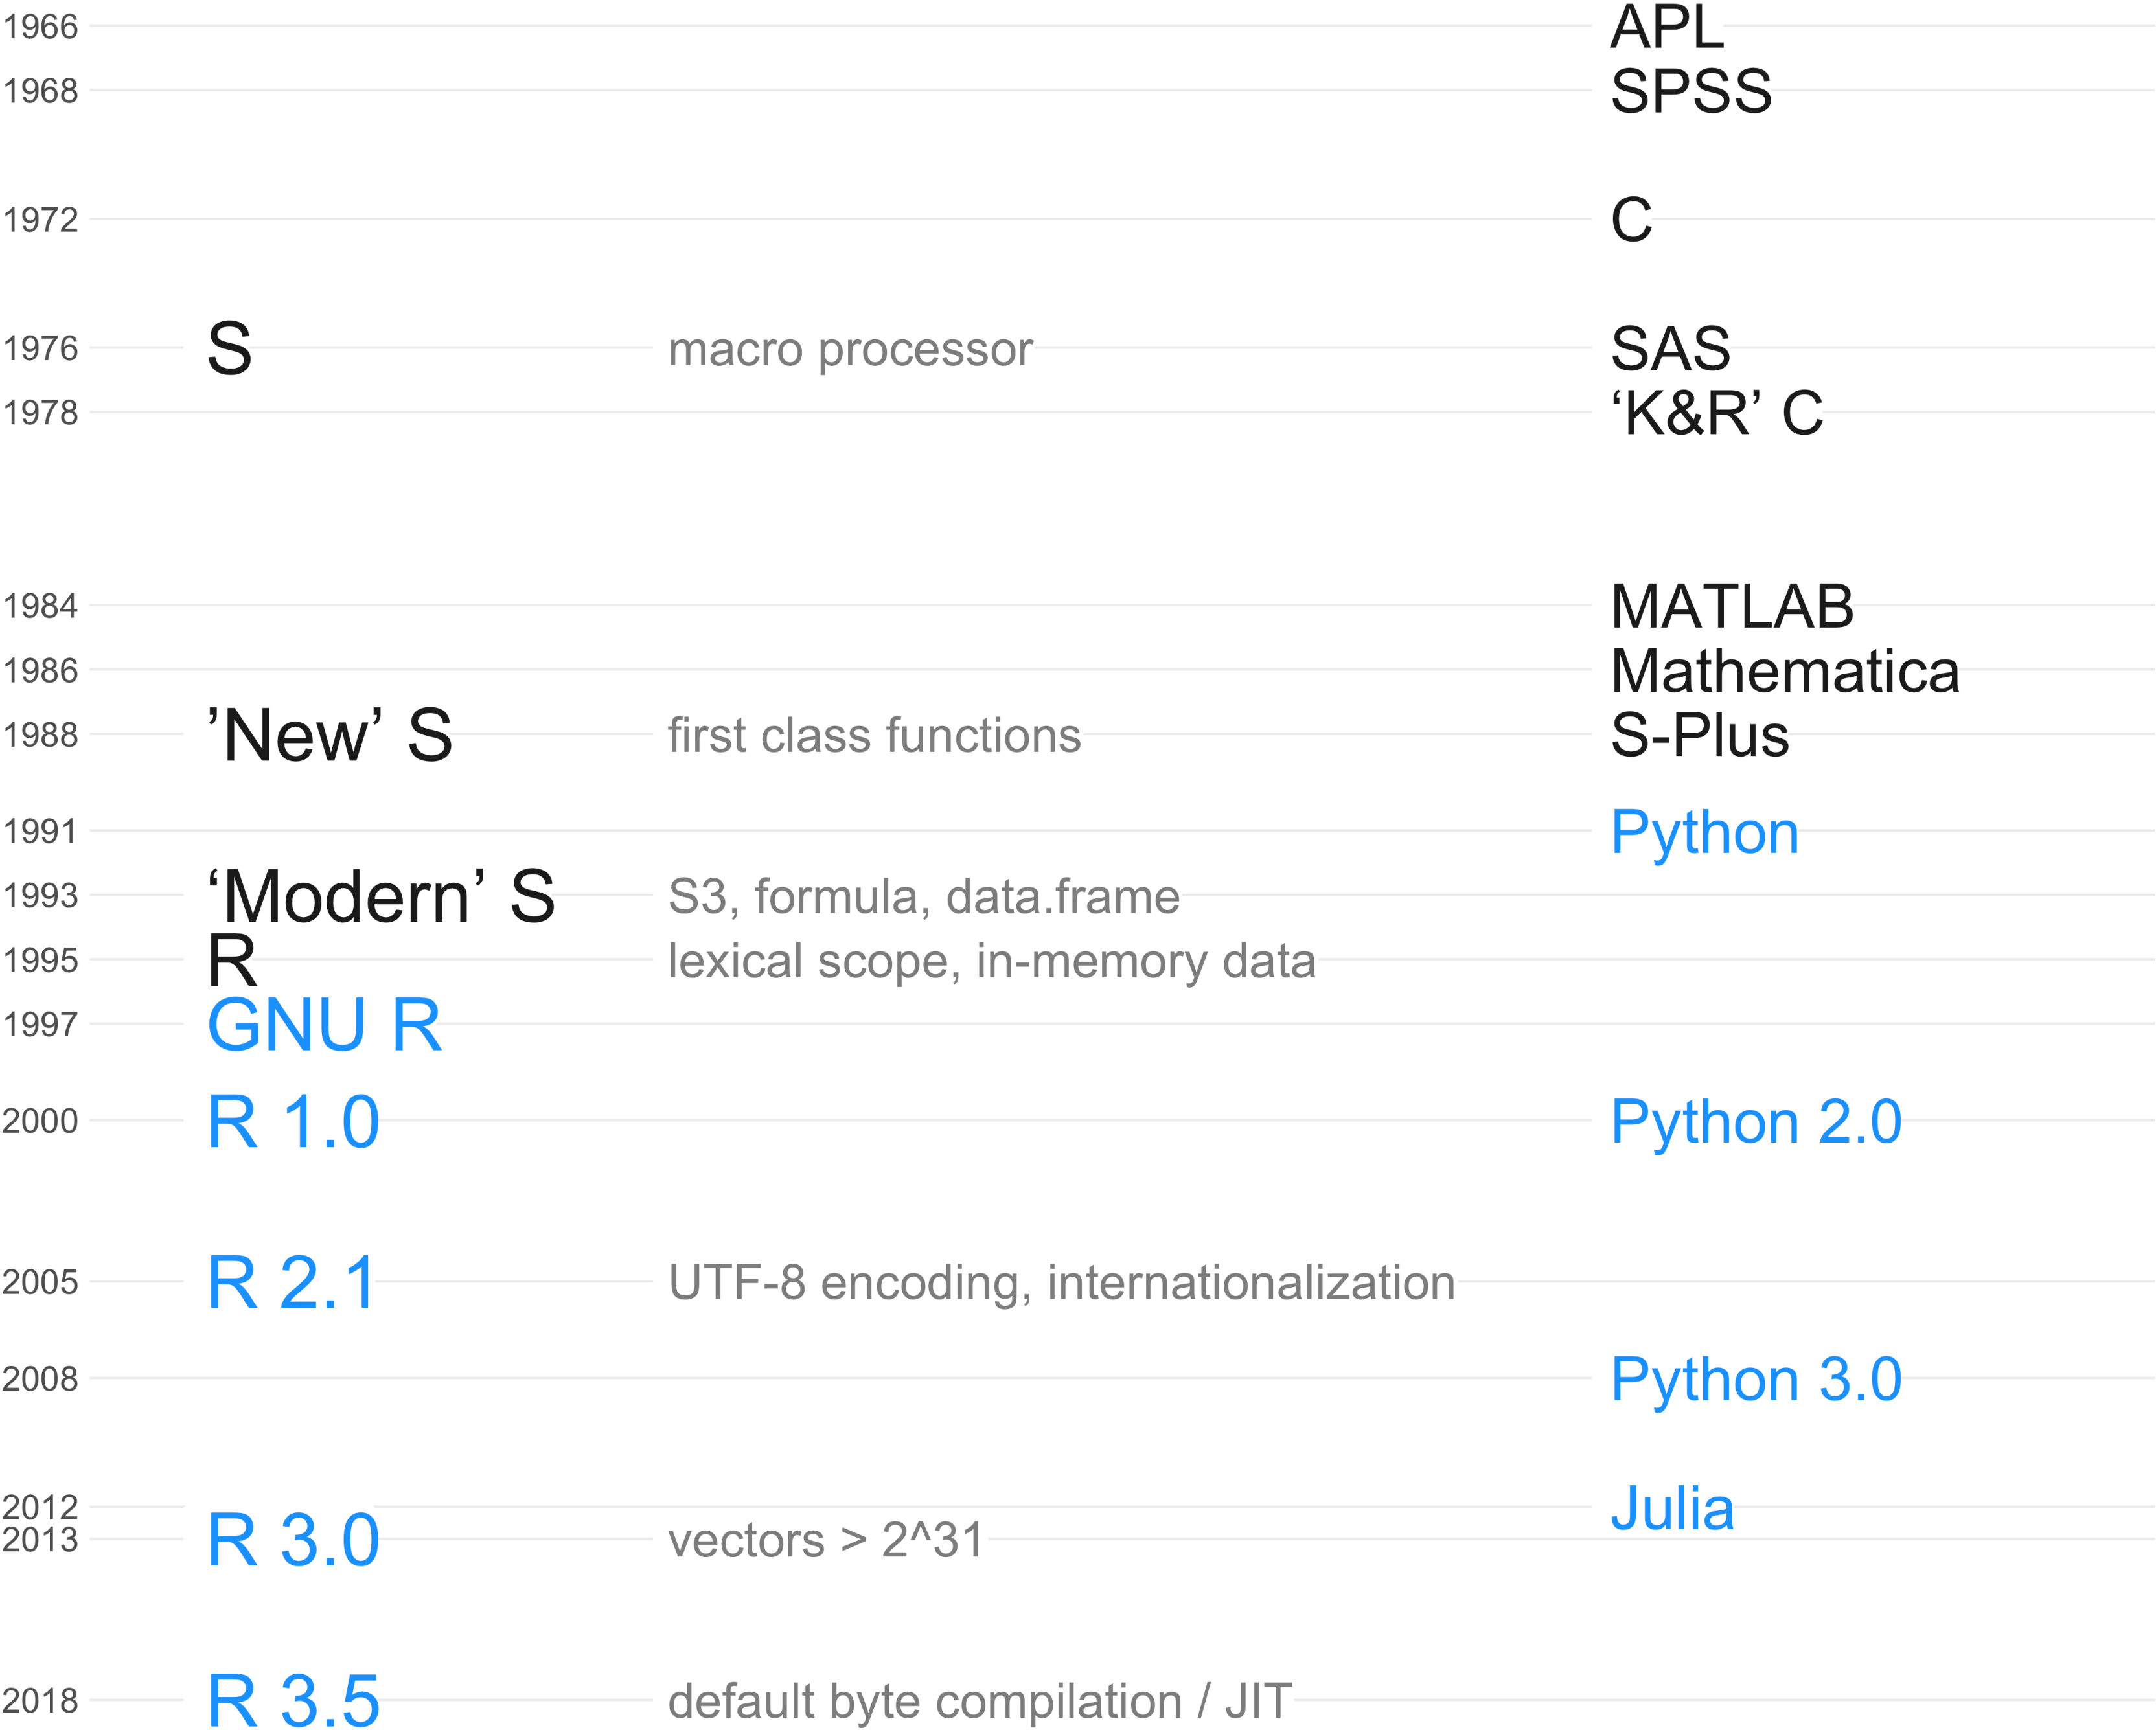 1966 APL
1968 SPSS
1972 C
1976 S macro processor SAS
1978 ‘K&R’ C
1984 MATLAB
1986 Mathematica
1988 ’New’ S first class functions S-Plus
1991 Python
1993 ‘Modern’ S S3, formula, data.frame
1995 R lexical scope, in-memory data
1997 GNU R
2000 R 1.0 Python 2.0
2005 R 2.1 UTF-8 encoding, internationalization
2008 Python 3.0
2012 Julia
2013 R 3.0 vectors > 2^31
2018 R 3.5 default byte compilation / JIT